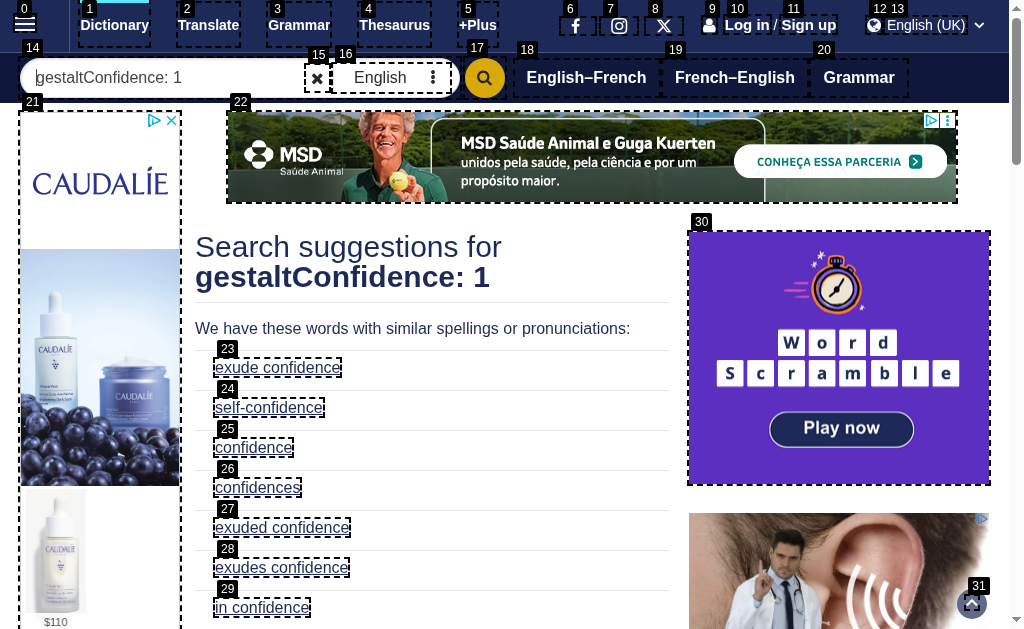 0 1 2 3 4 5 6 7 8 9 10 11 12 13
Dictionary Translate Grammar Thesaurus +Plus Log in / Sign up English (UK)
14 15 16 17 18 19 20
gestaltConfidence: 1 English English–French French–English Grammar
21 22
CAUDALÍE
MSD
Saúde Animal
MSD Saúde Animal e Guga Kuerten
unidos pela saúde, pela ciência e por um
propósito maior.
CONHEÇA ESSA PARCERIA
Search suggestions for
gestaltConfidence: 1
We have these words with similar spellings or pronunciations:
23
exude confidence
24
self-confidence
25
confidence
26
confidences
27
exuded confidence
28
exudes confidence
29
in confidence
30
Word
Scramble
Play now
31
CAUDALÍE
CAUDALÍE
CAUDALÍE
$110